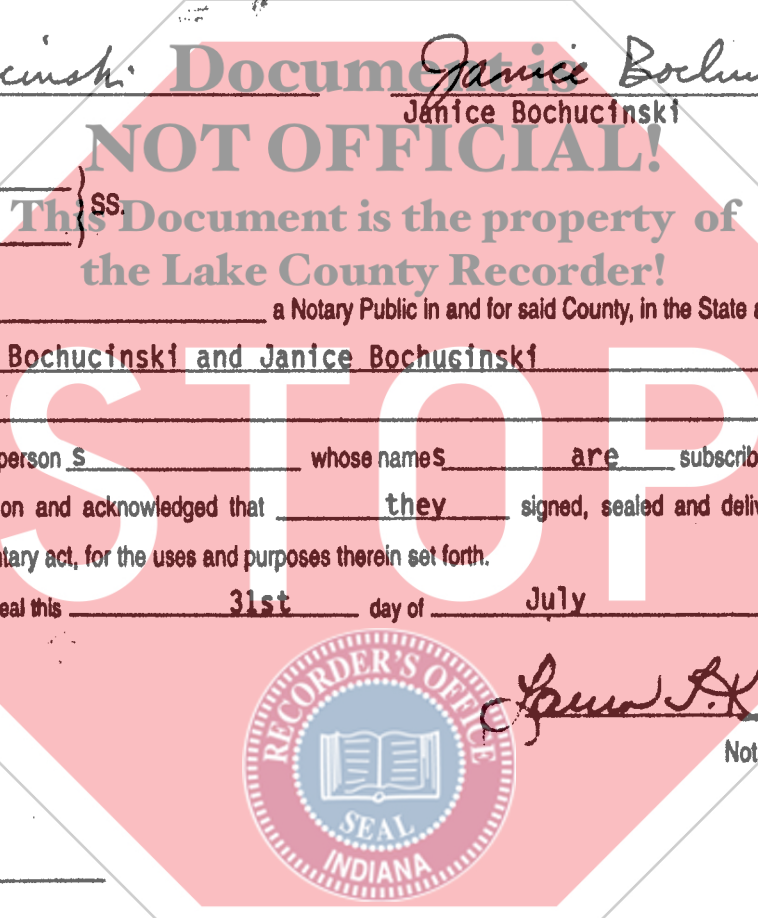 cinski Janice Bochu
Document is
Janice Bochucinski
NOT OFFICIAL!
SS.
This Document is the property of
the Lake County Recorder!
a Notary Public in and for said County, in the State a
Bochucinski and Janice Bochucinski
STOP
person s whose names are subscrib
on and acknowledged that they signed, sealed and deliv
ntary act, for the uses and purposes therein set forth.
eal this 31st day of July
RECORDER'S OFFICE
SEAL
INDIANA
Not